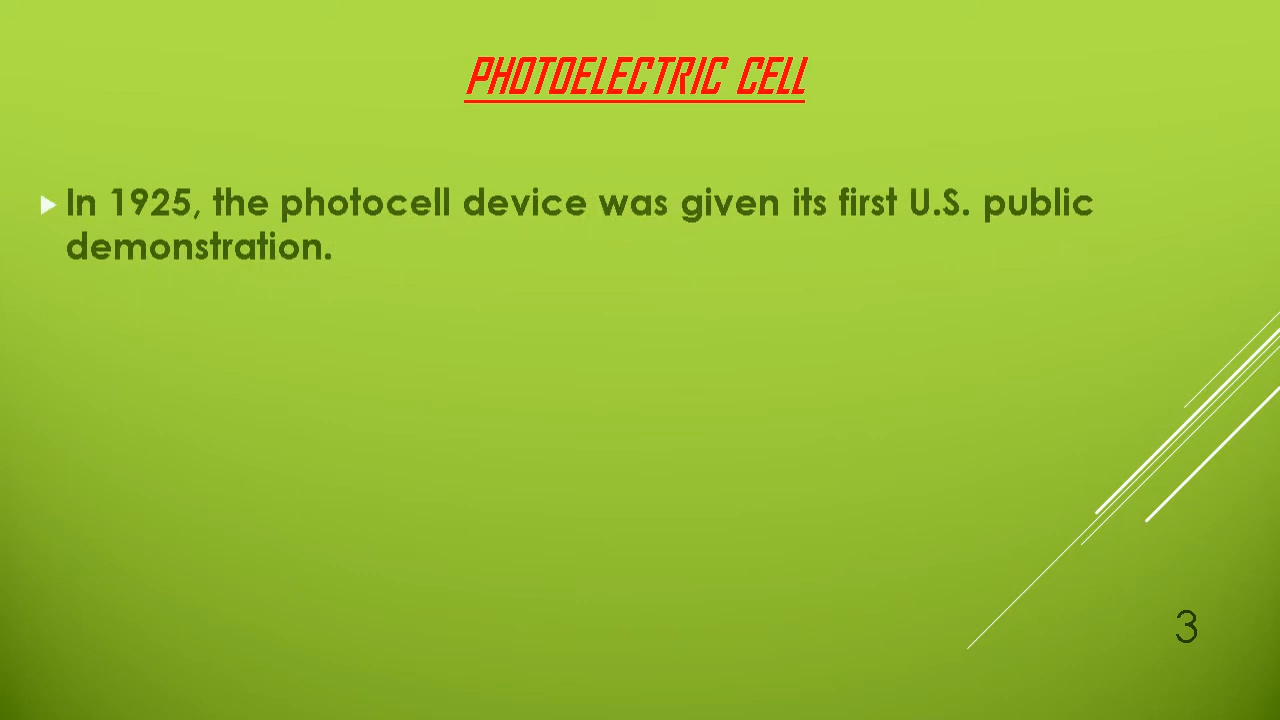 PHOTOELECTRIC CELL
In 1925, the photocell device was given its first U.S. public
demonstration.
3